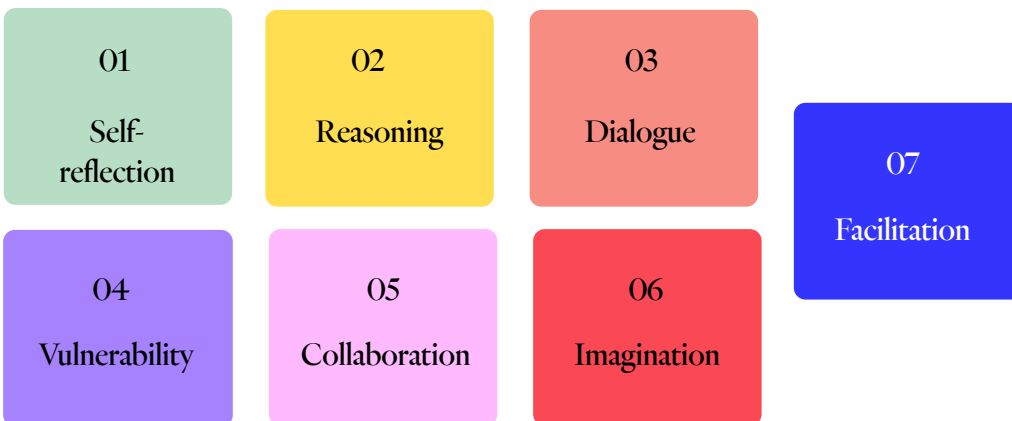 01
Self-
reflection
02
Reasoning
03
Dialogue
04
Vulnerability
05
Collaboration
06
Imagination
07
Facilitation